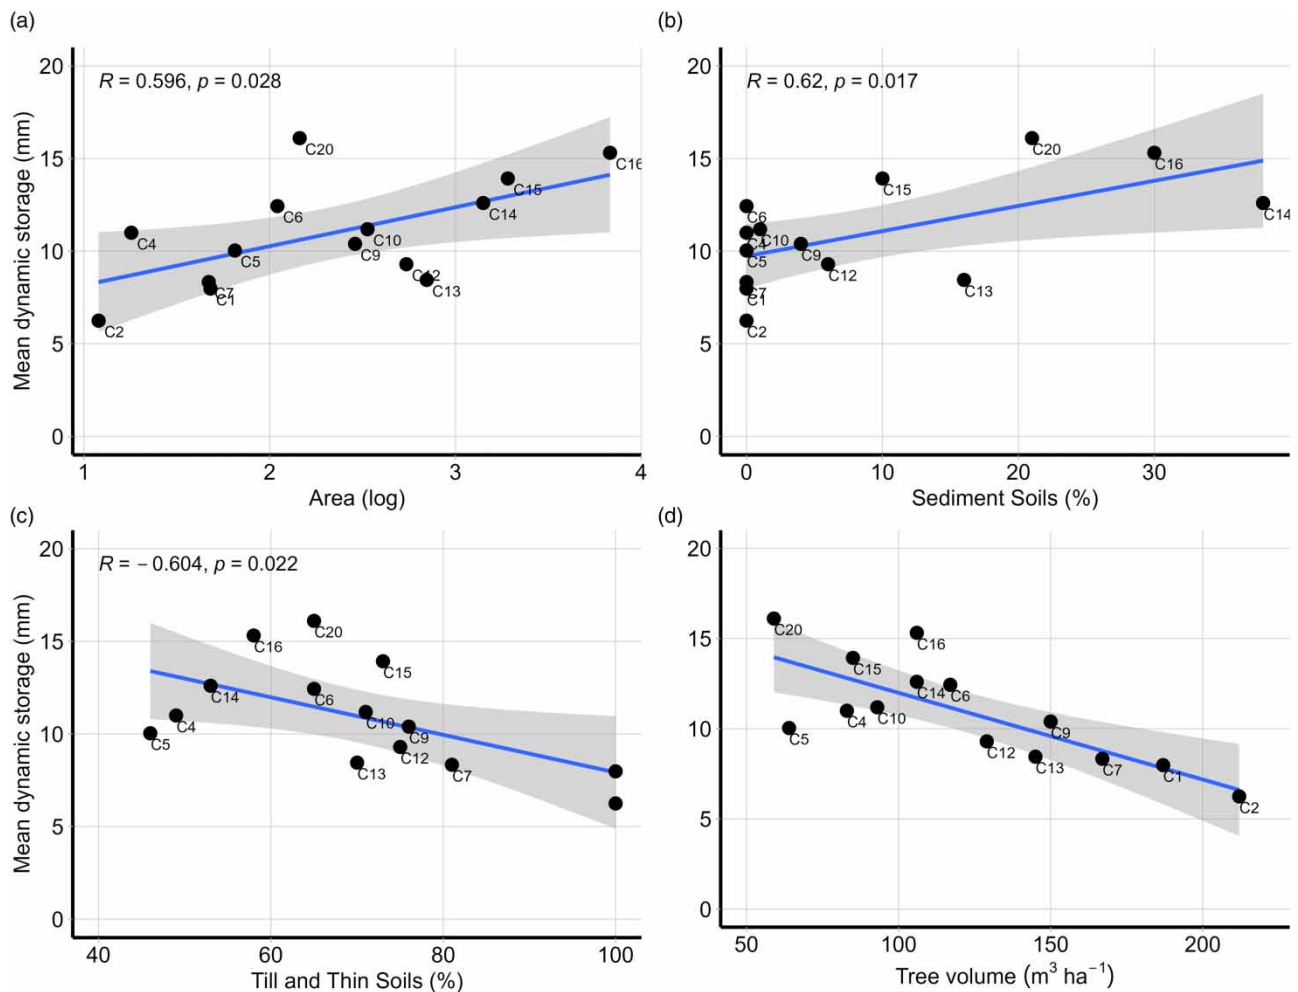 (a)
R = 0.596, p = 0.028
Mean dynamic storage (mm)
20
15
10
5
0
C20
C16
C15
C14
C6
C4
C10
C5
C9
C12
C13
C7
C1
C2
1
2
3
4
Area (log)
(b)
R = 0.62, p = 0.017
20
15
10
5
0
C20
C16
C15
C14
C6
C10
C4
C9
C5
C12
C13
C7
C1
C2
0
10
20
30
Sediment Soils (%)
(c)
R = − 0.604, p = 0.022
Mean dynamic storage (mm)
20
15
10
5
0
C20
C16
C15
C14
C6
C4
C10
C5
C9
C12
C13
C7
40
60
80
100
Till and Thin Soils (%)
(d)
20
15
10
5
0
C20
C16
C15
C14
C6
C4
C10
C5
C9
C12
C13
C7
C1
C2
50
100
150
200
Tree volume (m³ ha⁻¹)